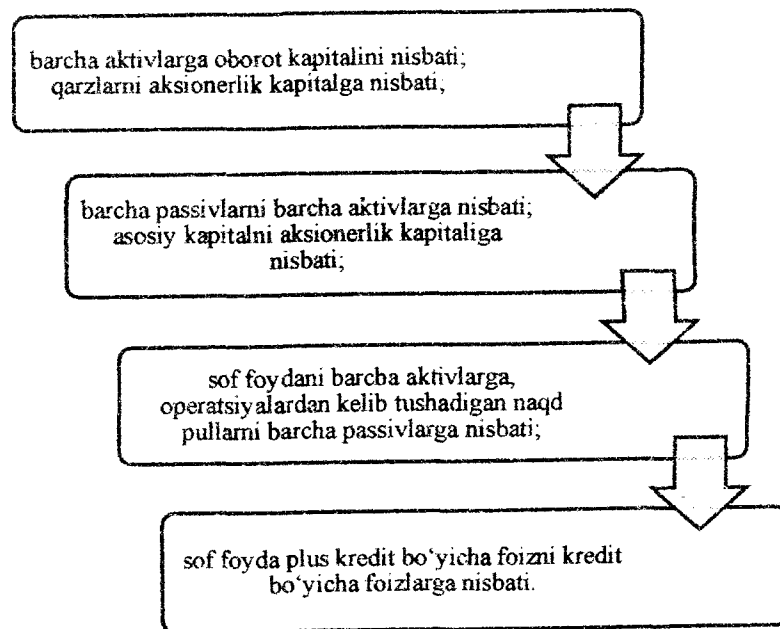 barcha aktivlarga oborot kapitalini nisbati;
qarzlarni aksionerlik kapitalga nisbati;
barcha passivlarni barcha aktivlarga nisbati;
asosiy kapitalni aksionerlik kapitaliga
nisbati;
sof foydani barcba aktivlarga,
operatsiyalardan kelib tushadigan naqd
pullarni barcha passivlarga nisbati;
sof foyda plus kredit bo‘yicha foizni kredit
bo‘yicha foizlarga nisbati.